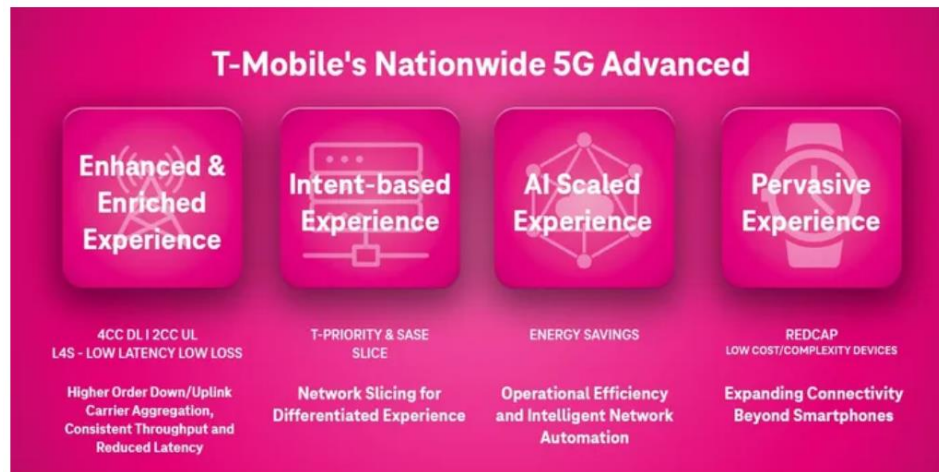 T-Mobile's Nationwide 5G Advanced
Enhanced &
Enriched
Experience
4CC DL I 2CC UL
L4S - LOW LATENCY LOW LOSS
Higher Order Down/Uplink
Carrier Aggregation,
Consistent Throughput and
Reduced Latency
Intent-based
Experience
T-PRIORITY & SASE
SLICE
Network Slicing for
Differentiated Experience
AI Scaled
Experience
ENERGY SAVINGS
Operational Efficiency
and Intelligent Network
Automation
Pervasive
Experience
REDCAP
LOW COST/COMPLEXITY DEVICES
Expanding Connectivity
Beyond Smartphones